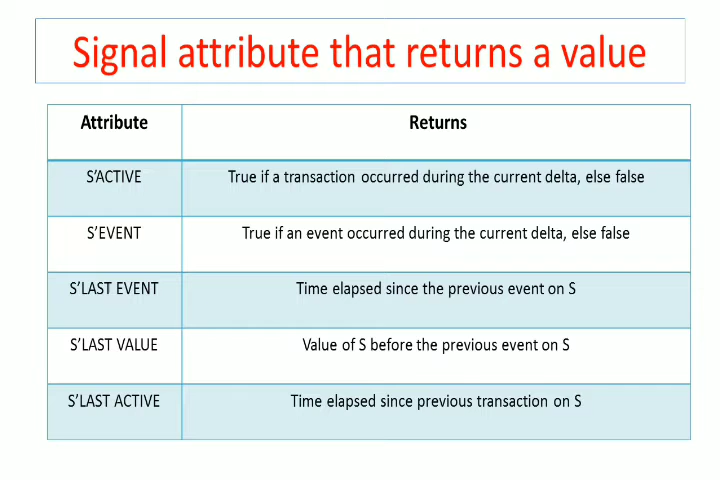 Signal attribute that returns a value
Attribute Returns
S'ACTIVE True if a transaction occurred during the current delta, else false
S'EVENT True if an event occurred during the current delta, else false
S'LAST EVENT Time elapsed since the previous event on S
S'LAST VALUE Value of S before the previous event on S
S'LAST ACTIVE Time elapsed since previous transaction on S